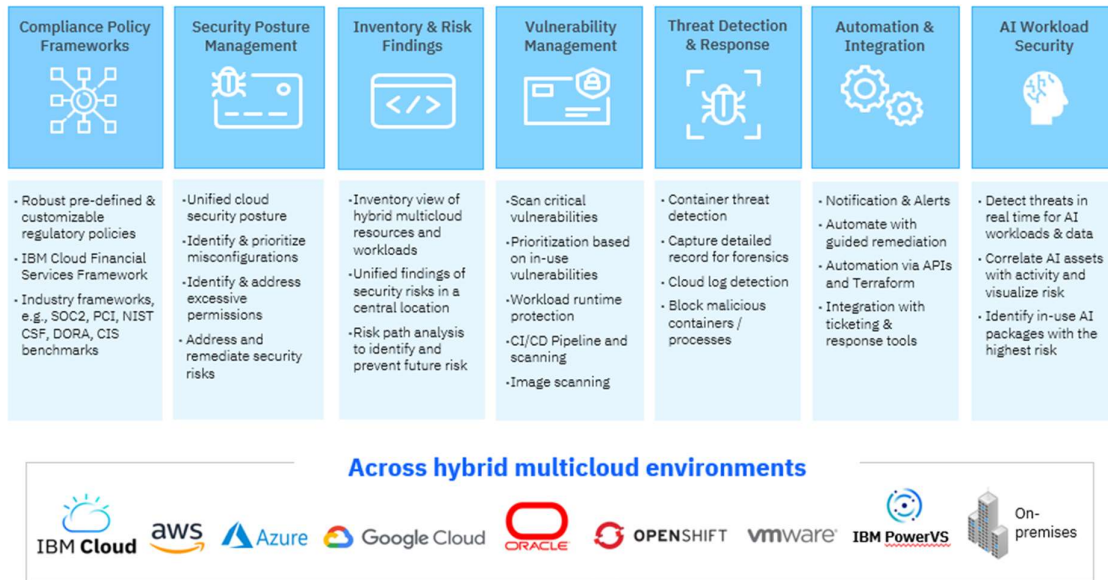 Compliance Policy
Frameworks
Security Posture
Management
Inventory & Risk
Findings
</>
Vulnerability
Management
Threat Detection
& Response
Automation &
Integration
AI Workload
Security
· Robust pre-defined &
customizable
regulatory policies
· IBM Cloud Financial
Services Framework
· Industry frameworks,
e.g., SOC2, PCI, NIST
CSF, DORA, CIS
benchmarks
·Unified cloud
security posture
·Identify & prioritize
misconfigurations
·Identify & address
excessive
permissions
· Address and
remediate security
risks
·Inventory view of
hybrid multicloud
resources and
workloads
·Unified findings of
security risks in a
central location
·Risk path analysis
to identify and
prevent future risk
·Scan critical
vulnerabilities
·Prioritization based
on in-use
vulnerabilities
·Workload runtime
protection
·CI/CD Pipeline and
scanning
·Image scanning
· Container threat
detection
· Capture detailed
record for forensics
· Cloud log detection
· Block malicious
containers /
processes
· Notification & Alerts
· Automate with
guided remediation
· Automation via APIs
and Terraform
· Integration with
ticketing &
response tools
· Detect threats in
real time for AI
workloads & data
· Correlate AI assets
with activity and
visualize risk
· Identify in-use AI
packages with the
highest risk
Across hybrid multicloud environments
IBM Cloud
aws
Azure
Google Cloud
ORACLE
OPENSHIFT
vmware
IBM PowerVS
On-
premises